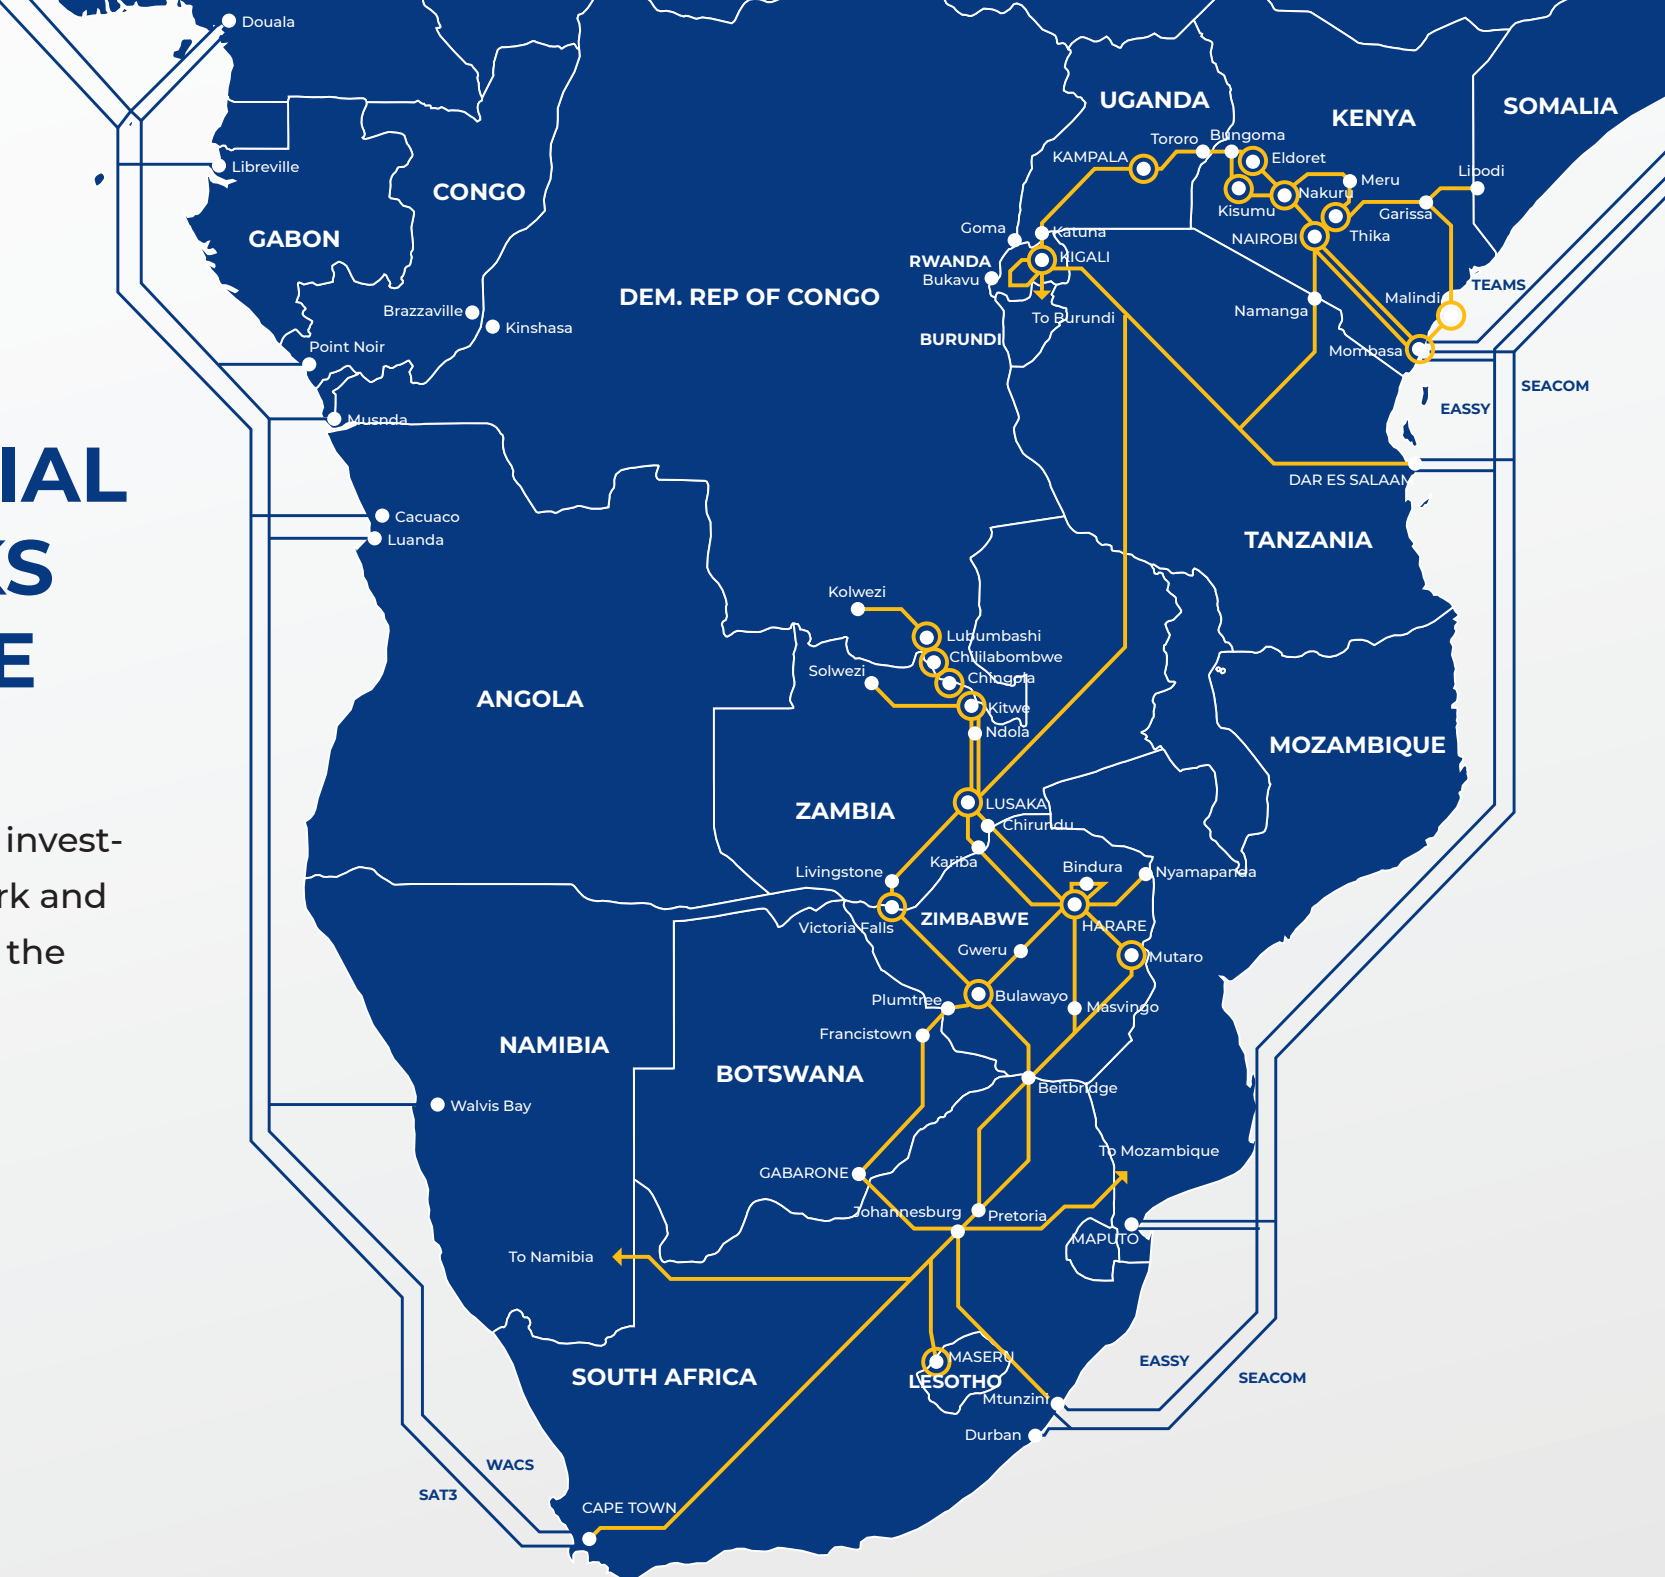 Douala
UGANDA
SOMALIA
KENYA
Tororo
Bungoma
KAMPALA
Eldoret
Libreville
Libodi
Meru
CONGO
Nakuru
Kisumu
Garissa
Goma
Katuna
GABON
NAIROBI
Thika
RWANDA
KIGALI
Bukavu
TEAMS
DEM. REP OF CONGO
Malindi
Brazzaville
Namanga
To Burundi
Kinshasa
BURUNDI
Point Noir
Mombasa
SEACOM
EASSY
Musnda
IAL
DAR ES SALAAM
Cacuaco
Luanda
TANZANIA
KS
Kolwezi
Lubumbashi
Chililabombwe
E
Solwezi
Chingola
ANGOLA
Kitwe
Ndola
MOZAMBIQUE
LUSAKA
ZAMBIA
Chirundu
invest-
Kariba
Bindura
Livingstone
Nyamapanda
rk and
ZIMBABWE
Victoria Falls
HARARE
the
Gweru
Mutaro
Bulawayo
Plumtree
Masvingo
Francistown
NAMIBIA
BOTSWANA
Beitbridge
Walvis Bay
To Mozambique
GABARONE
Johannesburg
Pretoria
MAPUTO
To Namibia
MASERU
EASSY
SOUTH AFRICA
LESOTHO
SEACOM
Mtunzini
Durban
WACS
SAT3
CAPE TOWN